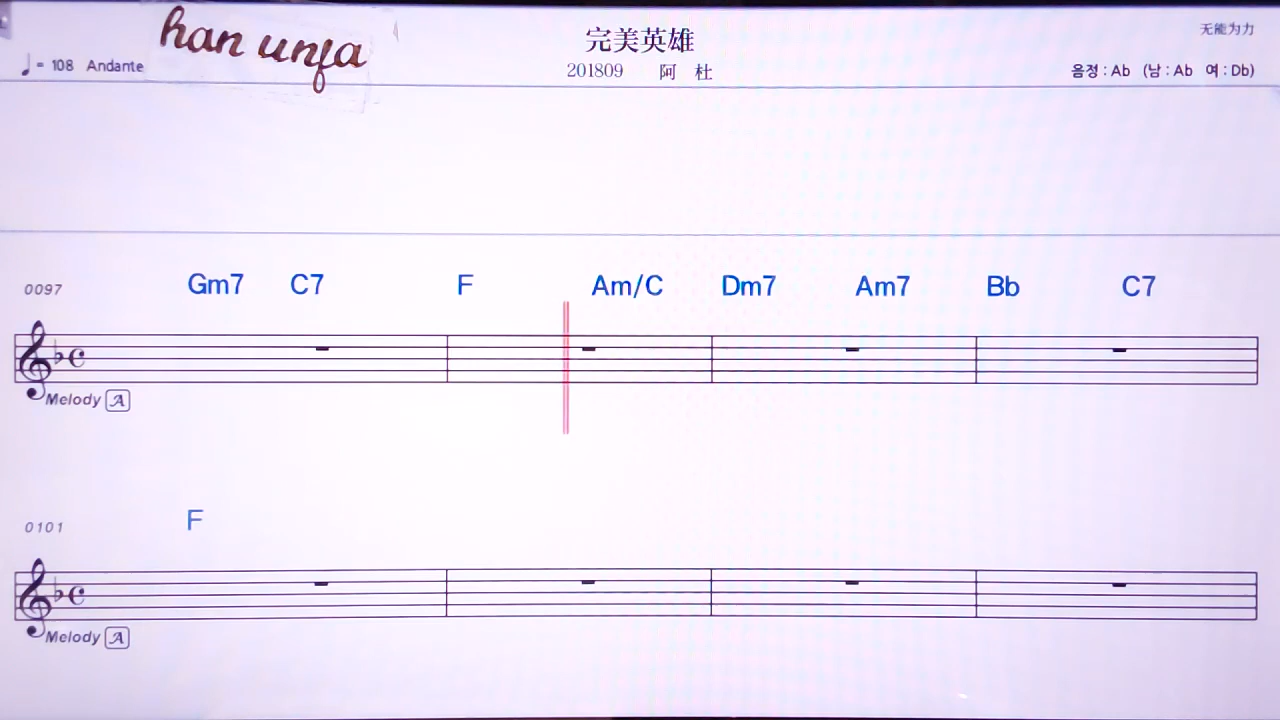 han unfa
完美英雄
无能为力
♩ = 108 Andante
201809 阿 杜
음정 : Ab (남 : Ab 여 : Db)
0097 Gm7 C7 F Am/C Dm7 Am7 Bb C7
Melody A
0101 F
Melody A